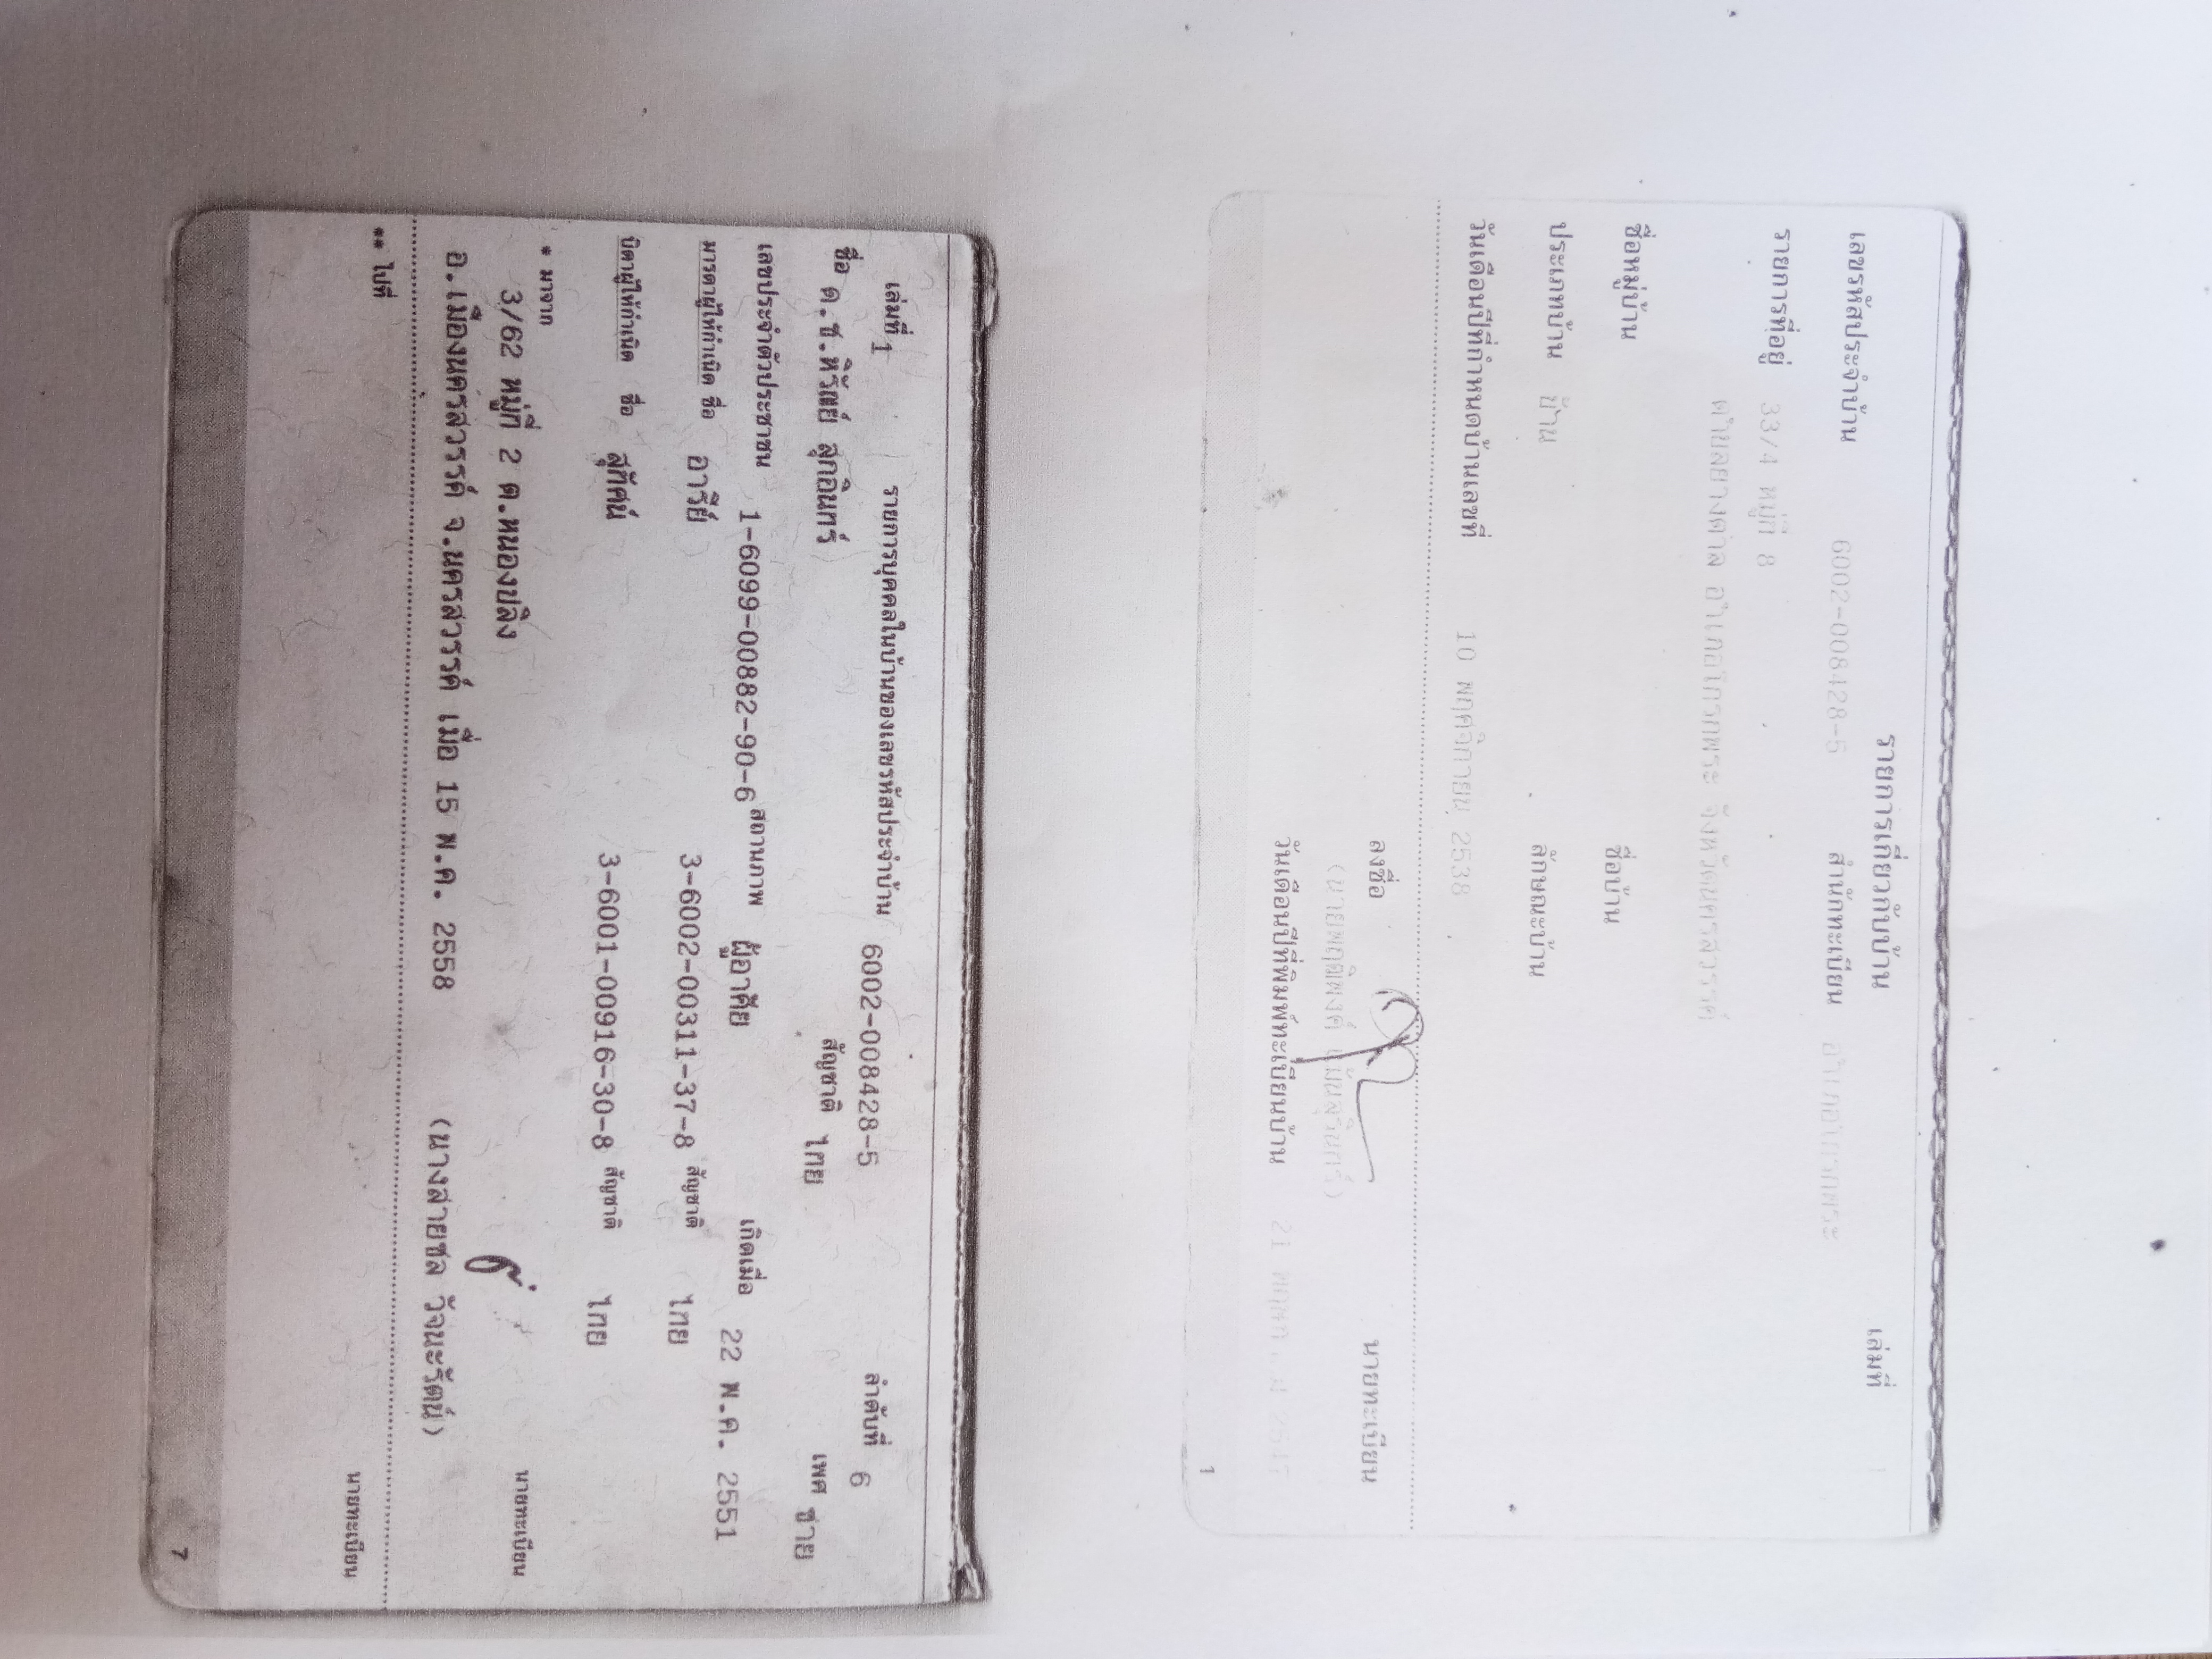 รายการเกี่ยวกับบ้าน เล่มที่
เลขรหัสประจำบ้าน 6002-008428-5 สำนักทะเบียน อำเภอโกรกพระ
รายการที่อยู่ 33/4 หมู่ที่ 8
ตำบลยางตาล อำเภอโกรกพระ จังหวัดนครสวรรค์
ชื่อหมู่บ้าน ชื่อบ้าน
ประเภทบ้าน บ้าน ลักษณะบ้าน
วันเดือนปีที่กำหนดบ้านเลขที่ 10 พฤศจิกายน 2538
ลงชื่อ นายทะเบียน
วันเดือนปีที่พิมพ์ทะเบียนบ้าน 21
1
เล่มที่ 1 รายการบุคคลในบ้านของเลขรหัสประจำบ้าน 6002-008428-5 ลำดับที่ 6
ชื่อ ด.ช.หิรัณย์ สุกอินทร์ สัญชาติ ไทย เพศ ชาย
เลขประจำตัวประชาชน 1-6099-00882-90-6 สถานภาพ ผู้อาศัย เกิดเมื่อ 22 พ.ค. 2551
มารดาผู้ให้กำเนิด ชื่อ อารีย์ 3-6002-00311-37-8 สัญชาติ ไทย
บิดาผู้ให้กำเนิด ชื่อ สุทัศน์ 3-6001-00916-30-8 สัญชาติ ไทย
* มาจาก
3/62 หมู่ที่ 2 ต.หนองปลิง นายทะเบียน
อ.เมืองนครสวรรค์ จ.นครสวรรค์ เมื่อ 15 พ.ค. 2558 (นางสายชล วัจนะรัตน์)
** ไปที่ นายทะเบียน
7